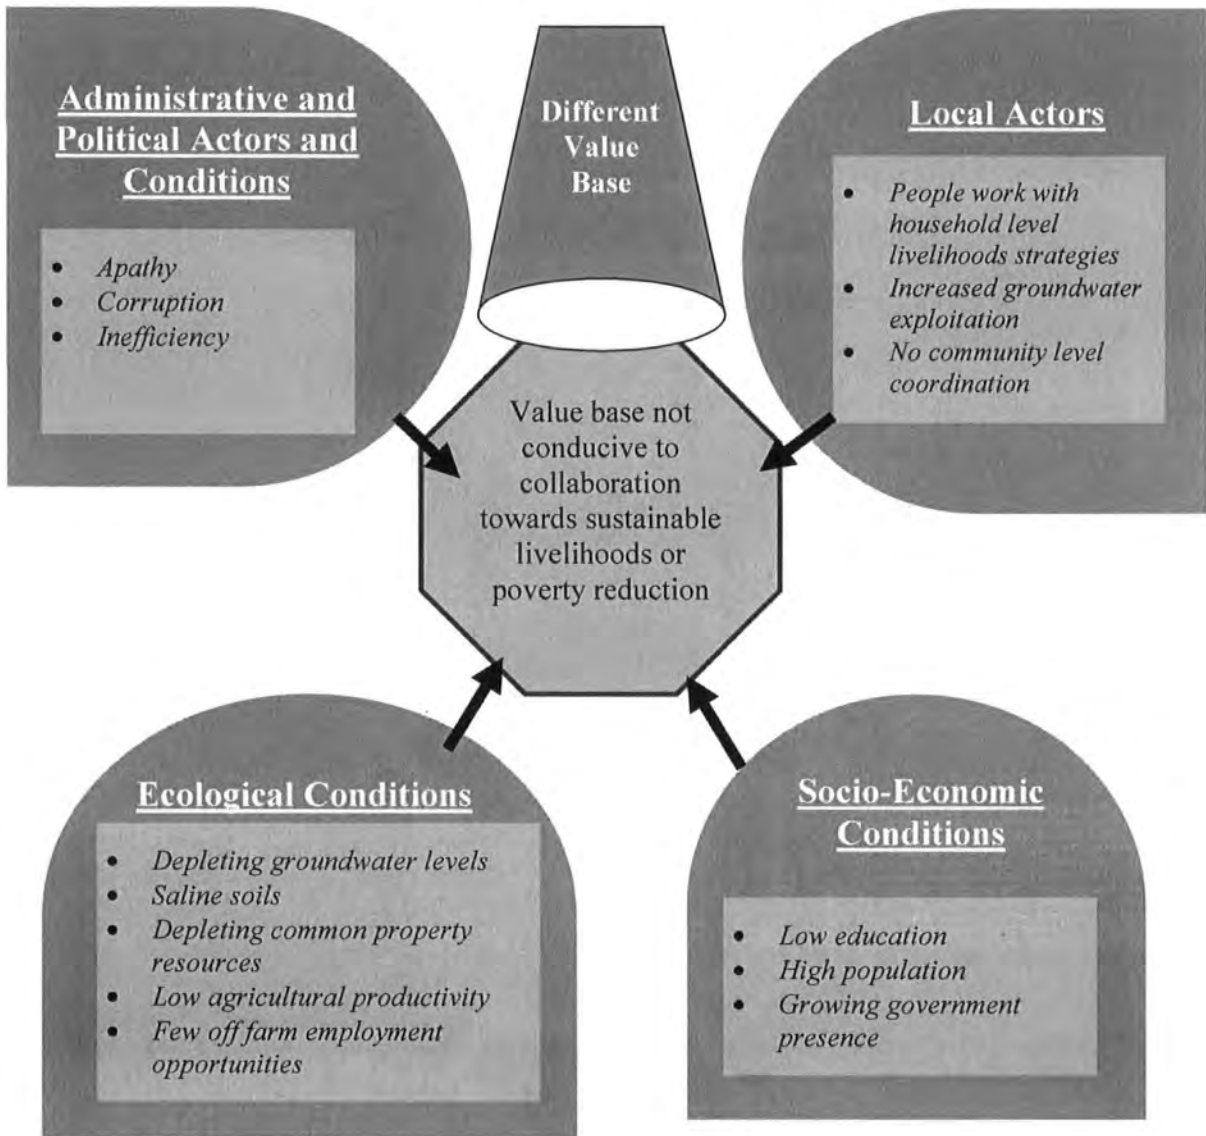 Administrative and
Political Actors and
Conditions
• Apathy
• Corruption
• Inefficiency
Different
Value
Base
Local Actors
• People work with
household level
livelihoods strategies
• Increased groundwater
exploitation
• No community level
coordination
Value base not
conducive to
collaboration
towards sustainable
livelihoods or
poverty reduction
Ecological Conditions
• Depleting groundwater levels
• Saline soils
• Depleting common property
resources
• Low agricultural productivity
• Few off farm employment
opportunities
Socio-Economic
Conditions
• Low education
• High population
• Growing government
presence